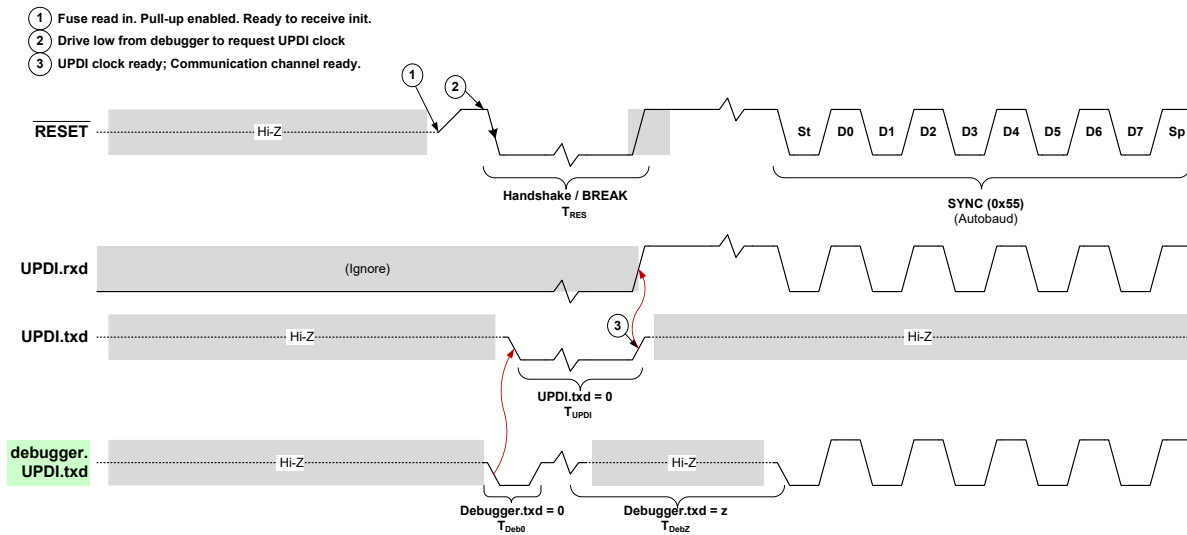 1 Fuse read in. Pull-up enabled. Ready to receive init.
2 Drive low from debugger to request UPDI clock
3 UPDI clock ready; Communication channel ready.
1
2
RESET
Hi-Z
St D0 D1 D2 D3 D4 D5 D6 D7 Sp
Handshake / BREAK
TRES
SYNC (0x55)
(Autobaud)
UPDI.rxd
(Ignore)
3
UPDI.txd
Hi-Z
Hi-Z
UPDI.txd = 0
TUPDI
debugger.
UPDI.txd
Hi-Z
Hi-Z
Debugger.txd = 0
TDeb0
Debugger.txd = z
TDebZ